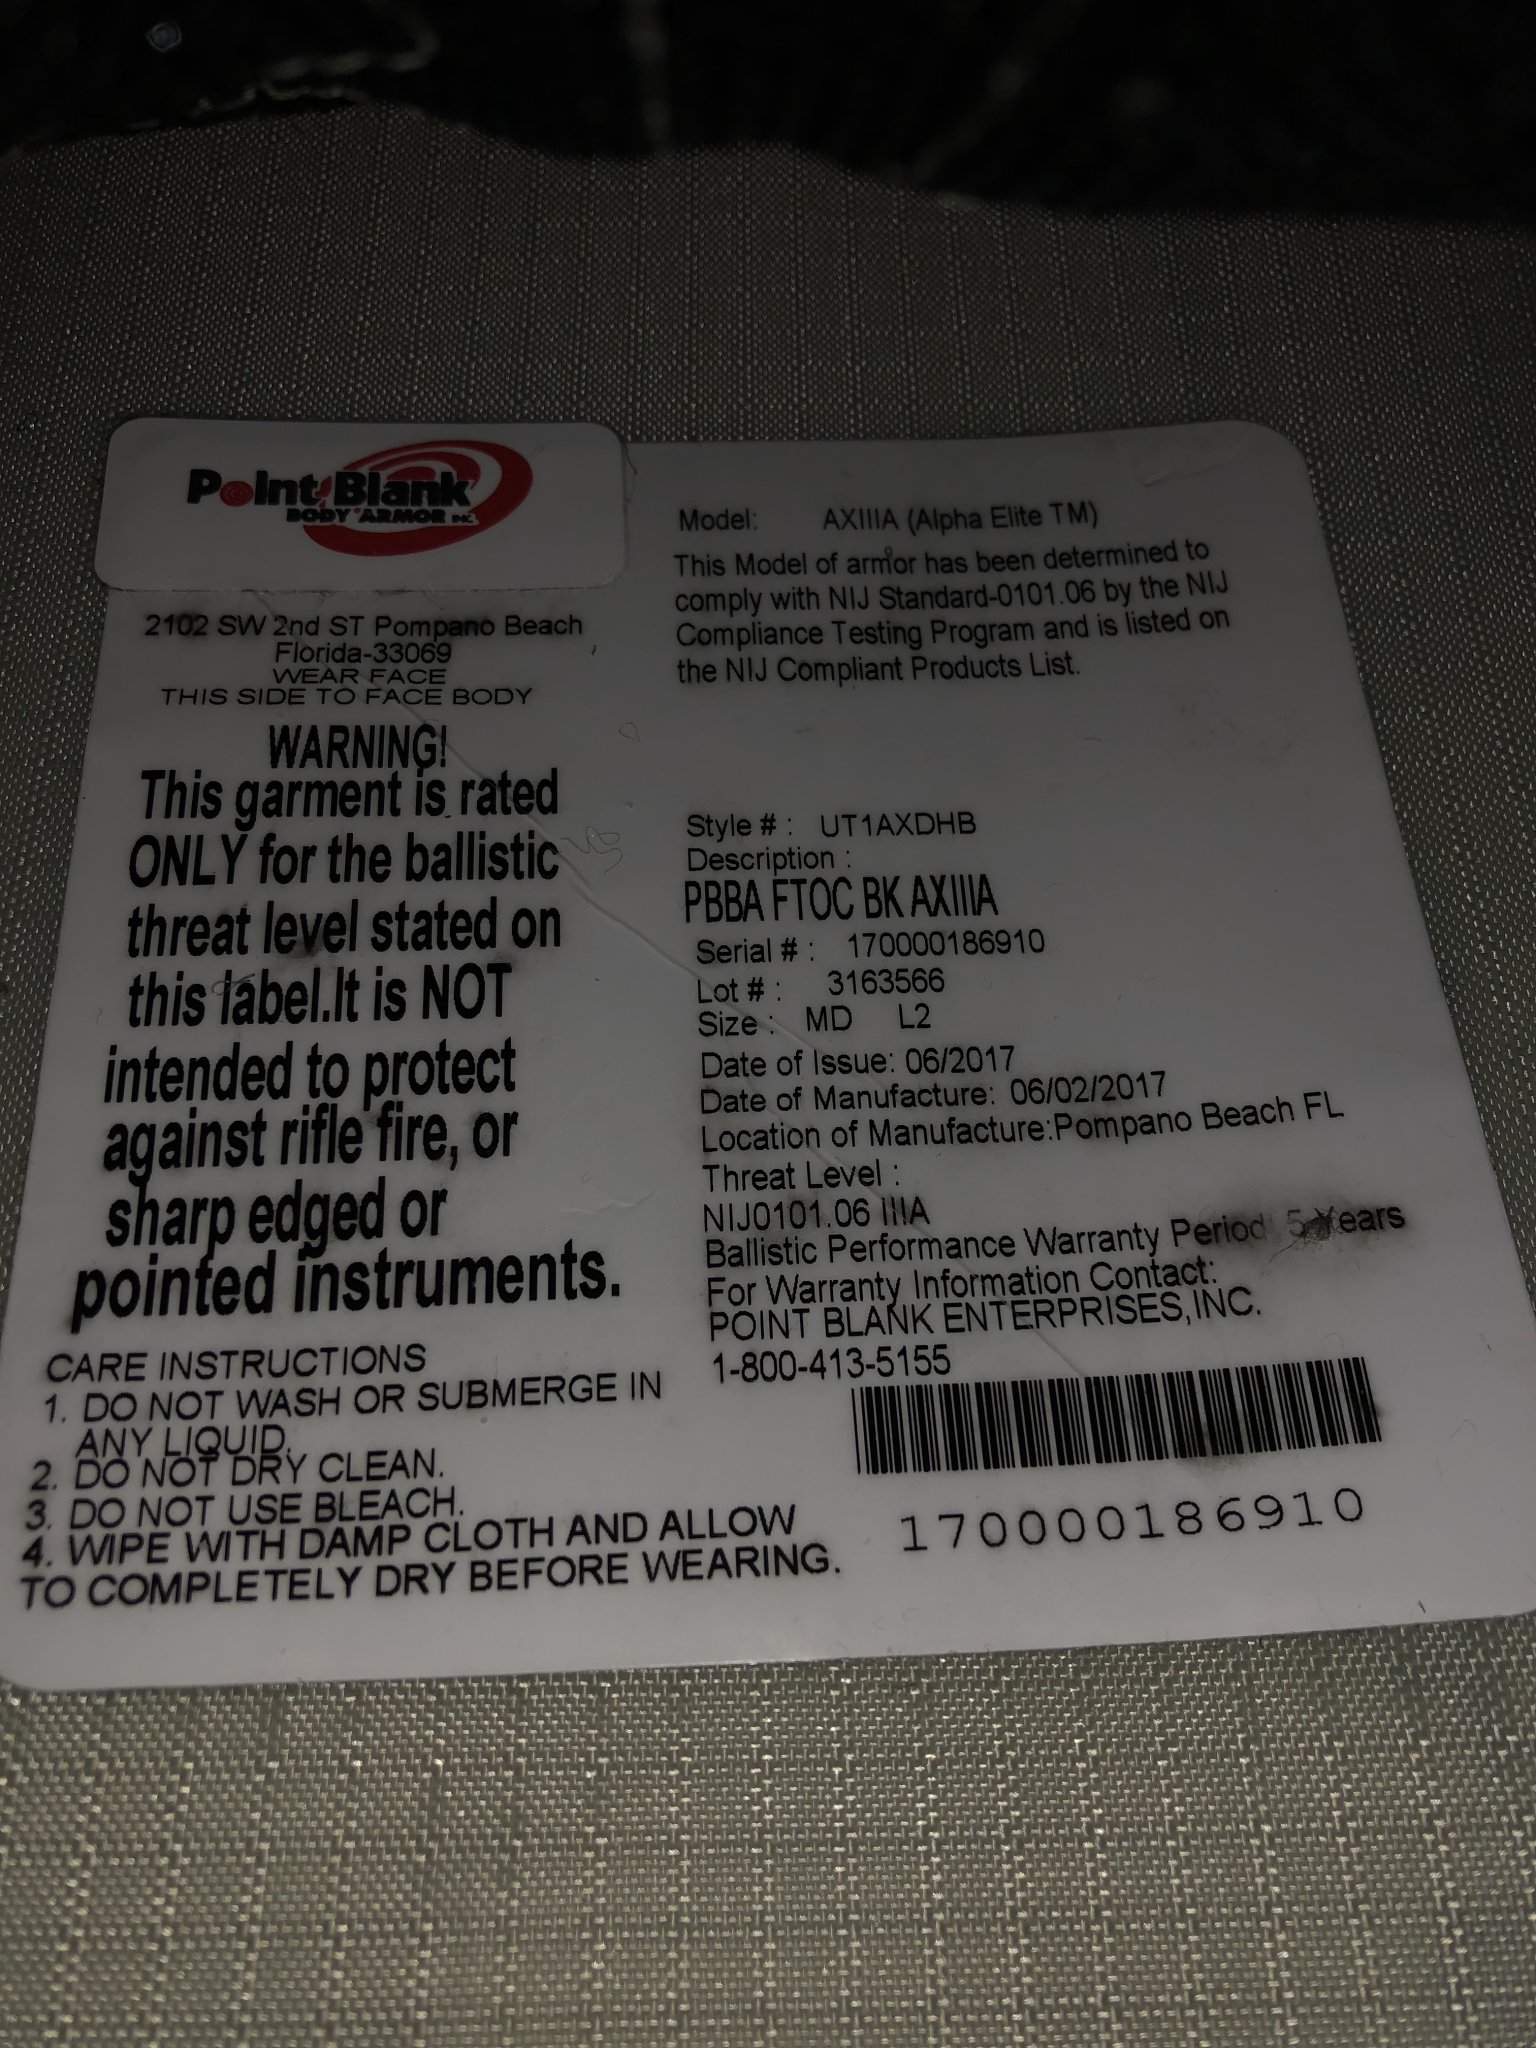 Point Blank
BODY ARMOR INC.
2102 SW 2nd ST Pompano Beach
Florida-33069
WEAR FACE
THIS SIDE TO FACE BODY
WARNING!
This garment is rated
ONLY for the ballistic
threat level stated on
this label.It is NOT
intended to protect
against rifle fire, or
sharp edged or
pointed instruments.
CARE INSTRUCTIONS
1. DO NOT WASH OR SUBMERGE IN
ANY LIQUID.
2. DO NOT DRY CLEAN.
3. DO NOT USE BLEACH.
4. WIPE WITH DAMP CLOTH AND ALLOW
TO COMPLETELY DRY BEFORE WEARING.
Model: AXIIIA (Alpha Elite TM)
This Model of armor has been determined to
comply with NIJ Standard-0101.06 by the NIJ
Compliance Testing Program and is listed on
the NIJ Compliant Products List.
Style # : UT1AXDHB
Description :
PBBA FTOC BK AXIIIA
Serial # : 170000186910
Lot # : 3163566
Size : MD L2
Date of Issue: 06/2017
Date of Manufacture: 06/02/2017
Location of Manufacture:Pompano Beach FL
Threat Level :
NIJ0101.06 IIIA
Ballistic Performance Warranty Period 5 Years
For Warranty Information Contact:
POINT BLANK ENTERPRISES,INC.
1-800-413-5155
170000186910